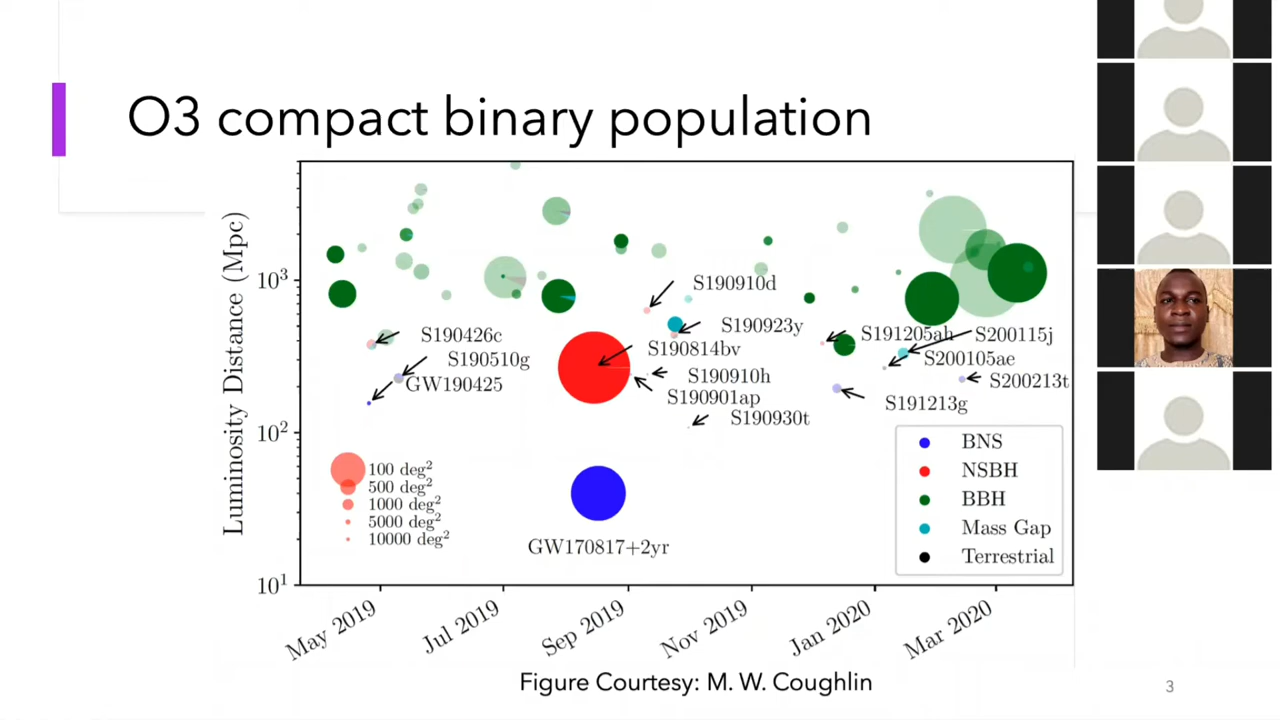 O3 compact binary population
Luminosity Distance (Mpc)
10³
10²
10¹
S190910d
S190426c
S190923y
S191205ah
S200115j
S190510g
S190814bv
S200105ae
GW190425
S190910h
S200213t
S190901ap
S191213g
S190930t
100 deg²
500 deg²
1000 deg²
5000 deg²
10000 deg²
GW170817+2yr
BNS
NSBH
BBH
Mass Gap
Terrestrial
May 2019
Jul 2019
Sep 2019
Nov 2019
Jan 2020
Mar 2020
Figure Courtesy: M. W. Coughlin
3